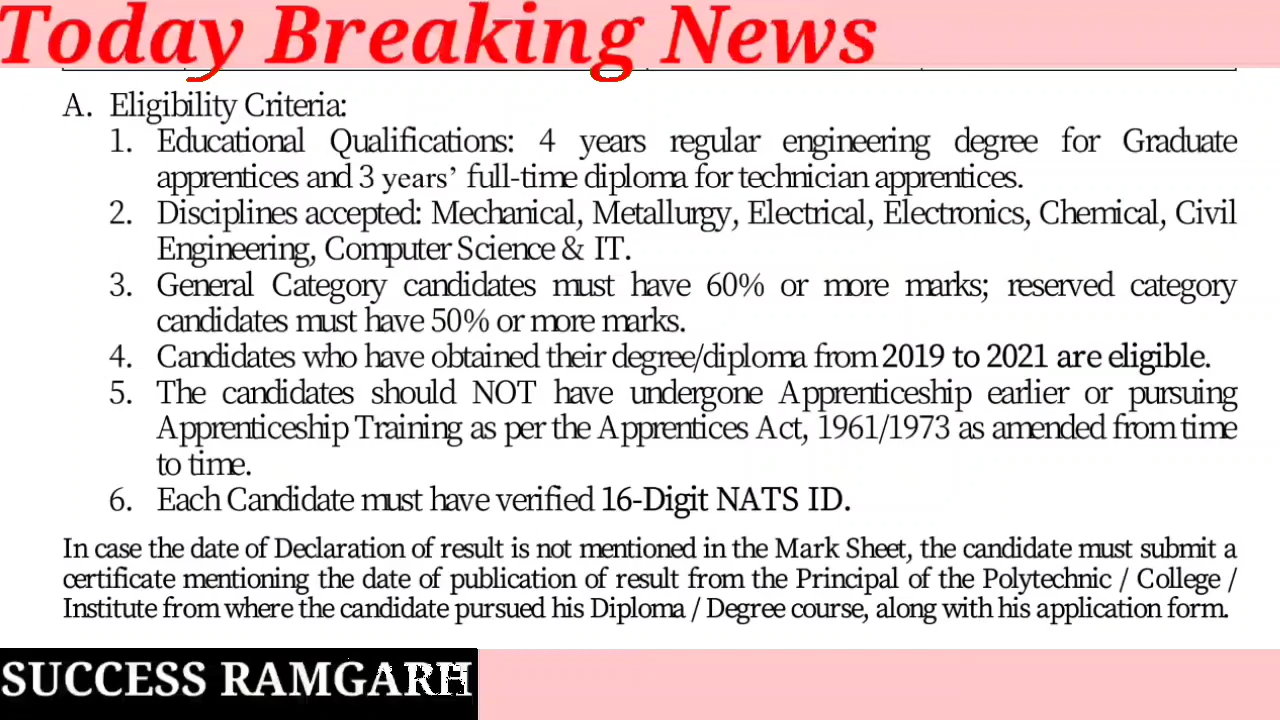 Today Breaking News
A. Eligibility Criteria:
1. Educational Qualifications: 4 years regular engineering degree for Graduate
apprentices and 3 years’ full-time diploma for technician apprentices.
2. Disciplines accepted: Mechanical, Metallurgy, Electrical, Electronics, Chemical, Civil
Engineering, Computer Science & IT.
3. General Category candidates must have 60% or more marks; reserved category
candidates must have 50% or more marks.
4. Candidates who have obtained their degree/diploma from 2019 to 2021 are eligible.
5. The candidates should NOT have undergone Apprenticeship earlier or pursuing
Apprenticeship Training as per the Apprentices Act, 1961/1973 as amended from time
to time.
6. Each Candidate must have verified 16-Digit NATS ID.
In case the date of Declaration of result is not mentioned in the Mark Sheet, the candidate must submit a
certificate mentioning the date of publication of result from the Principal of the Polytechnic / College /
Institute from where the candidate pursued his Diploma / Degree course, along with his application form.
SUCCESS RAMGARH